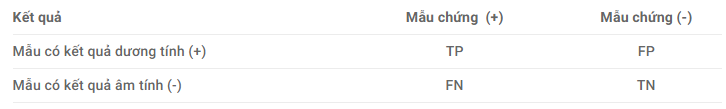 Kết quả Mẫu chứng (+) Mẫu chứng (-)
Mẫu có kết quả dương tính (+) TP FP
Mẫu có kết quả âm tính (-) FN TN